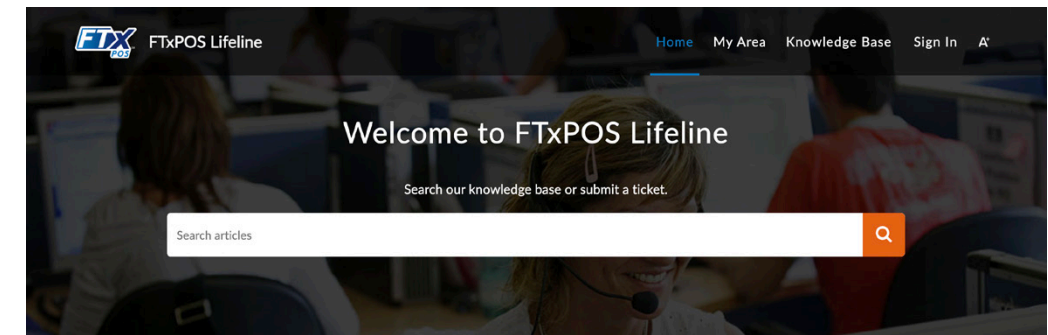 FTX POS FTxPOS Lifeline Home My Area Knowledge Base Sign In A+
Welcome to FTxPOS Lifeline
Search our knowledge base or submit a ticket.
Search articles